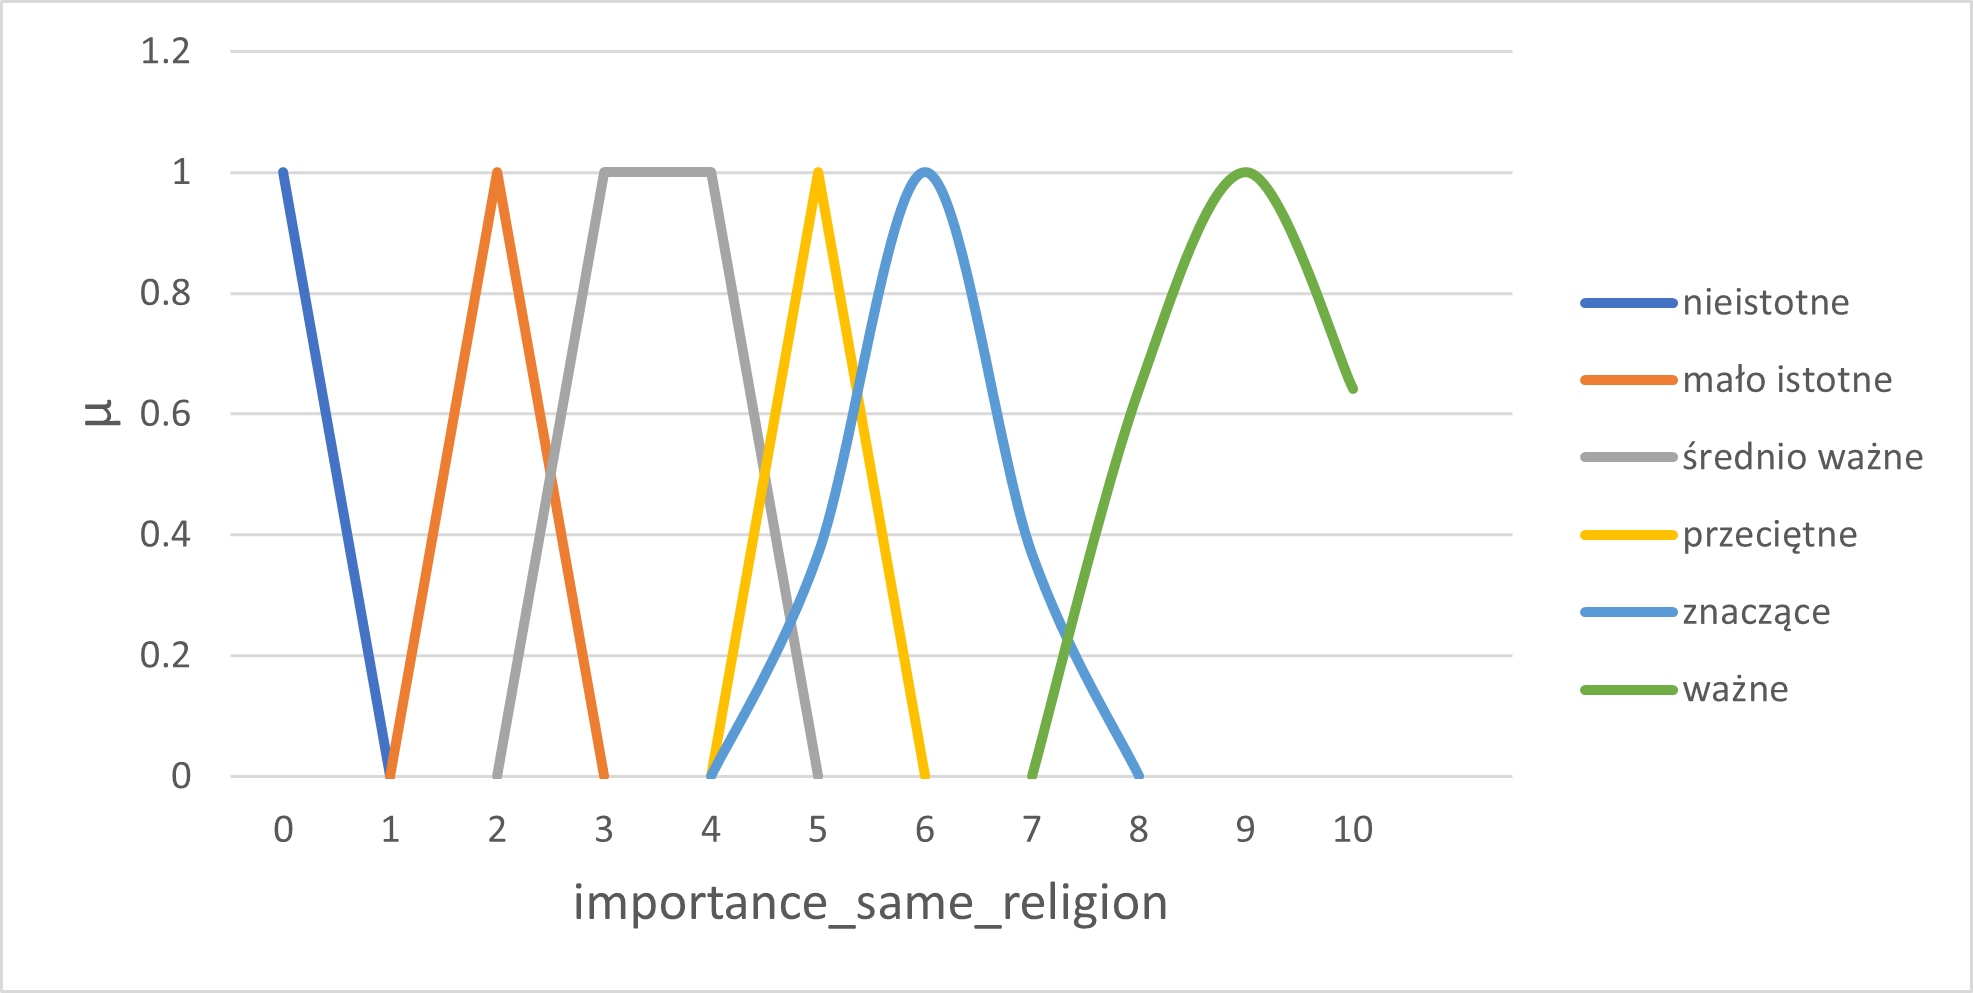 1.2
1
0.8
0.6
0.4
0.2
0
μ
0 1 2 3 4 5 6 7 8 9 10
importance_same_religion
nieistotne
mało istotne
średnio ważne
przeciętne
znaczące
ważne